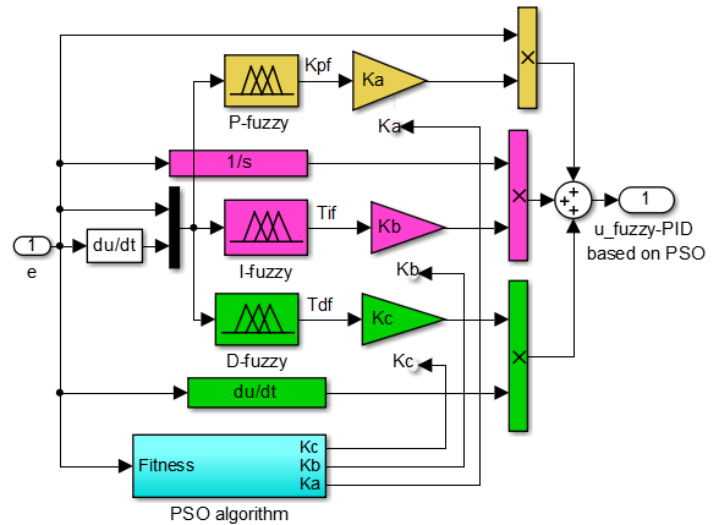 Kpf
Ka
×
P-fuzzy
Ka
1/s
×
Tif
Kb
1
I-fuzzy
u_fuzzy-PID
based on PSO
1
e
du/dt
Kb
Tdf
Kc
×
D-fuzzy
Kc
du/dt
Fitness
Kc
Kb
Ka
PSO algorithm
+
+
+